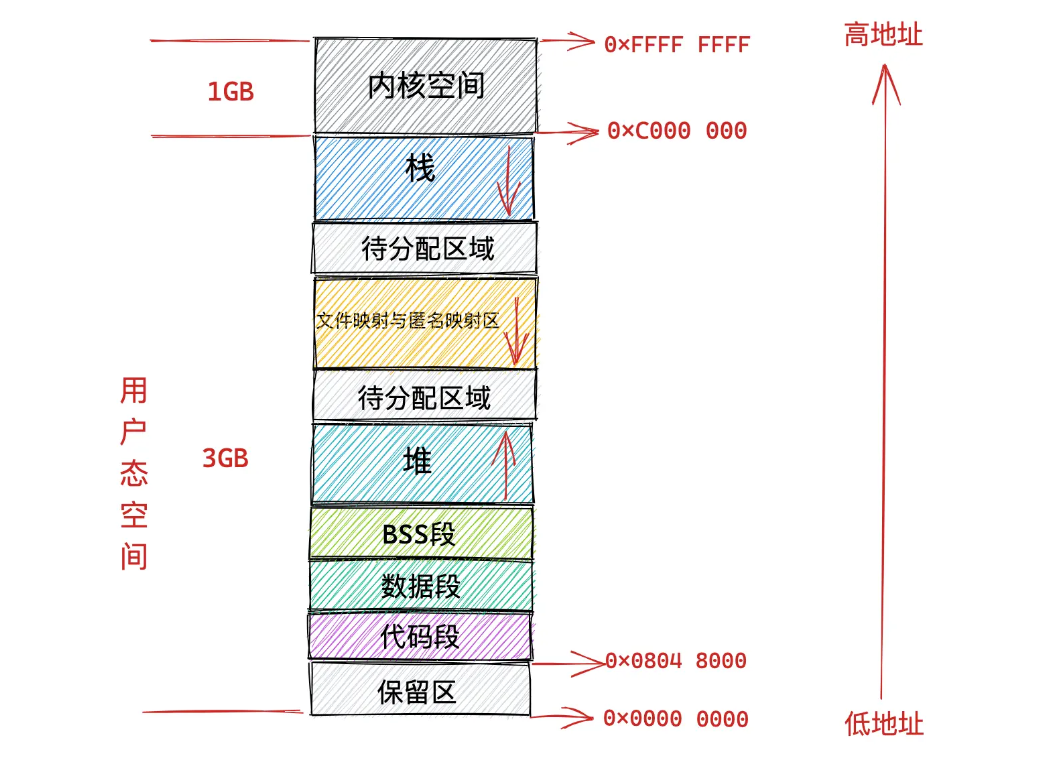 高地址
0×FFFF FFFF
内核空间
1GB
0×C000 000
栈
待分配区域
文件映射与匿名映射区
待分配区域
用户态空间
3GB
堆
BSS段
数据段
代码段
0×0804 8000
保留区
0×0000 0000
低地址